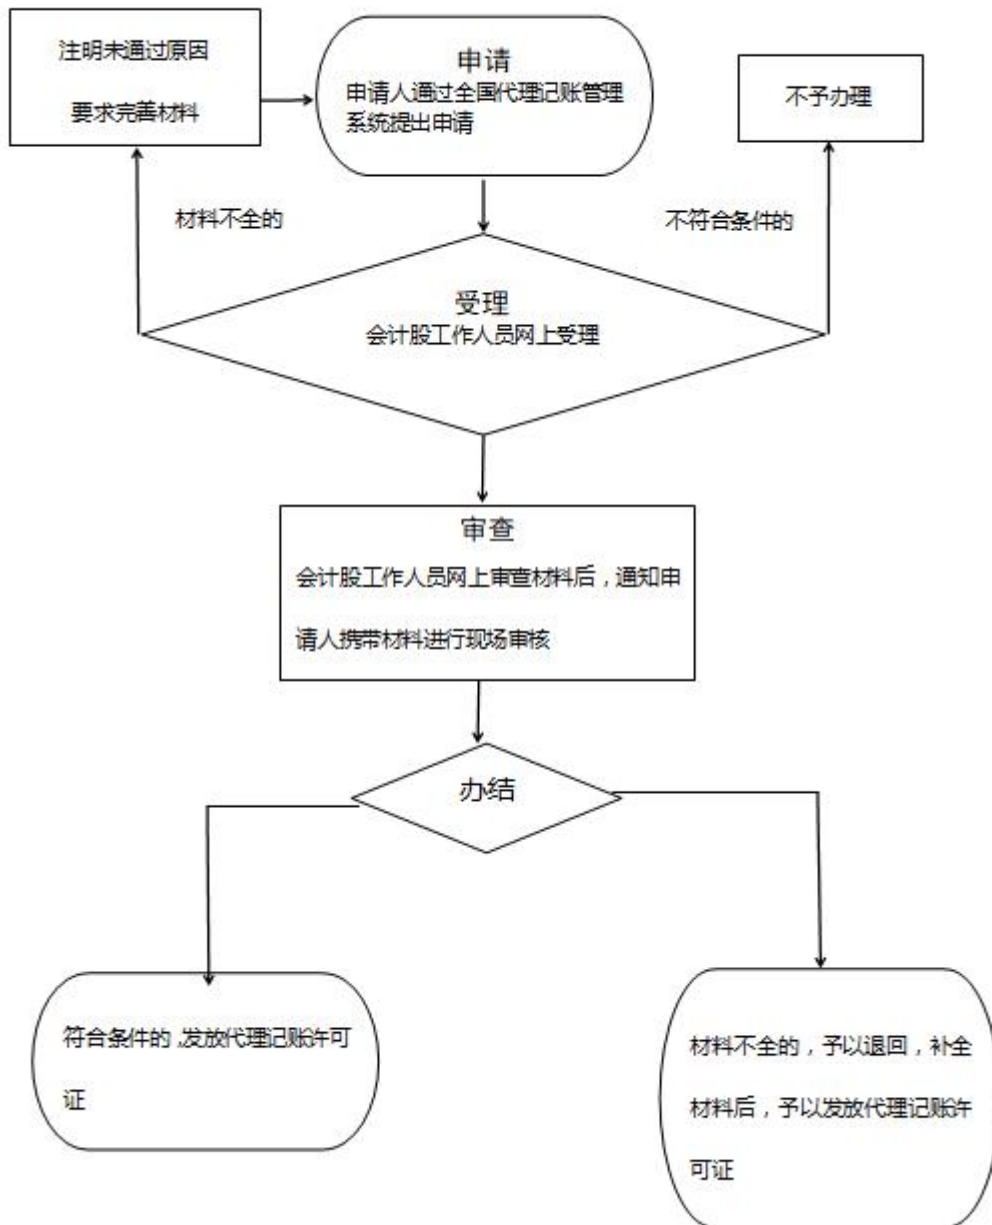 注明未通过原因
要求完善材料
申请
申请人通过全国代理记账管理
系统提出申请
不予办理
材料不全的
不符合条件的
受理
会计股工作人员网上受理
审查
会计股工作人员网上审查材料后，通知申
请人携带材料进行现场审核
办结
符合条件的,发放代理记账许可
证
材料不全的，予以退回，补全
材料后，予以发放代理记账许
可证